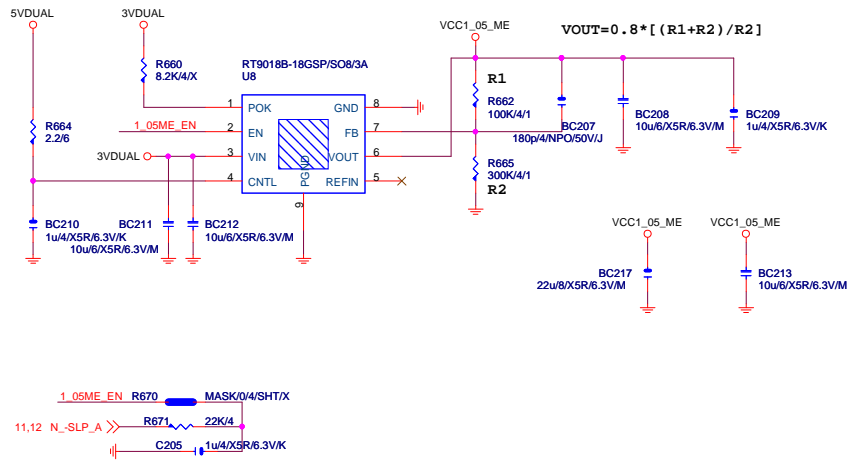 5VDUAL
3VDUAL
VCC1_05_ME
VOUT=0.8*[(R1+R2)/R2]
R660
8.2K/4/X
RT9018B-18GSP/SO8/3A
U8
R1
R662
100K/4/1
1
POK
GND
8
BC207
180p/4/NPO/50V/J
BC208
10u/6/X5R/6.3V/M
BC209
1u/4/X5R/6.3V/K
R664
2.2/6
1_05ME_EN
2
EN
FB
7
3VDUAL
3
VIN
VOUT
6
R665
300K/4/1
R2
4
CNTL
PGND
REFIN
5
9
BC210
1u/4/X5R/6.3V/K
BC211
10u/6/X5R/6.3V/M
BC212
10u/6/X5R/6.3V/M
VCC1_05_ME
VCC1_05_ME
BC217
22u/8/X5R/6.3V/M
BC213
10u/6/X5R/6.3V/M
1_05ME_EN
R670
MASK/0/4/SHT/X
11,12 N_-SLP_A
R671
22K/4
C205
1u/4/X5R/6.3V/K